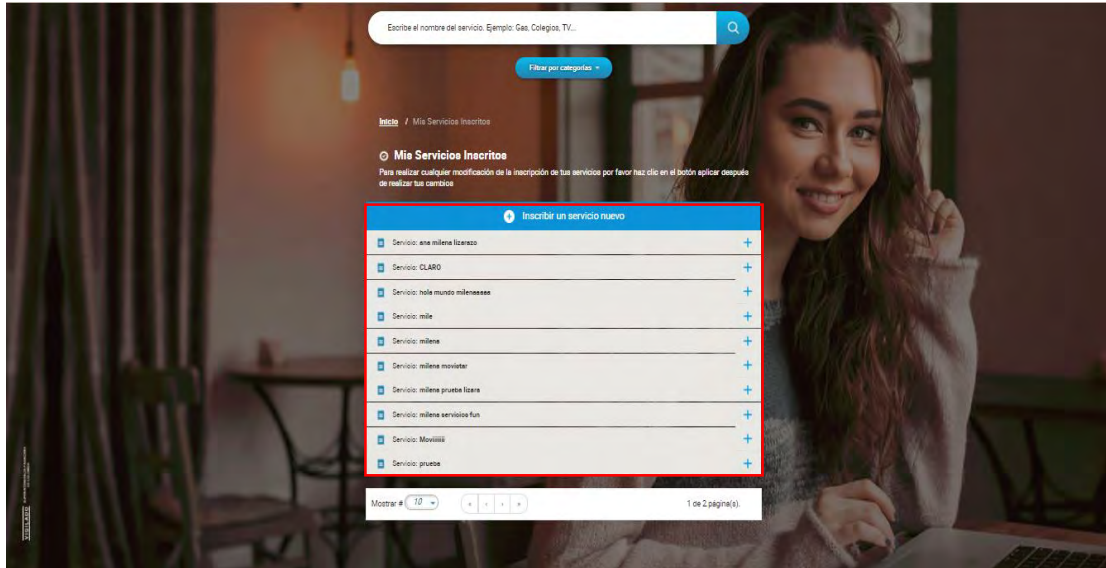 Escribe el nombre del servicio. Ejemplo: Gas, Colegios, TV...
Filtrar por categorías
Inicio / Mis Servicios Inscritos
Mis Servicios Inscritos
Para realizar cualquier modificación de la inscripción de tus servicios por favor haz clic en el botón aplicar después
de realizar tus cambios
Inscribir un servicio nuevo
Servicio: ana milena lizarazo
Servicio: CLARO
Servicio: hola mundo milenaaaaa
Servicio: mile
Servicio: milena
Servicio: milena movistar
Servicio: milena prueba lizara
Servicio: milena servicios fun
Servicio: Moviiiiiii
Servicio: prueba
Mostrar # 10
1 de 2 página(s).
VIGILADO